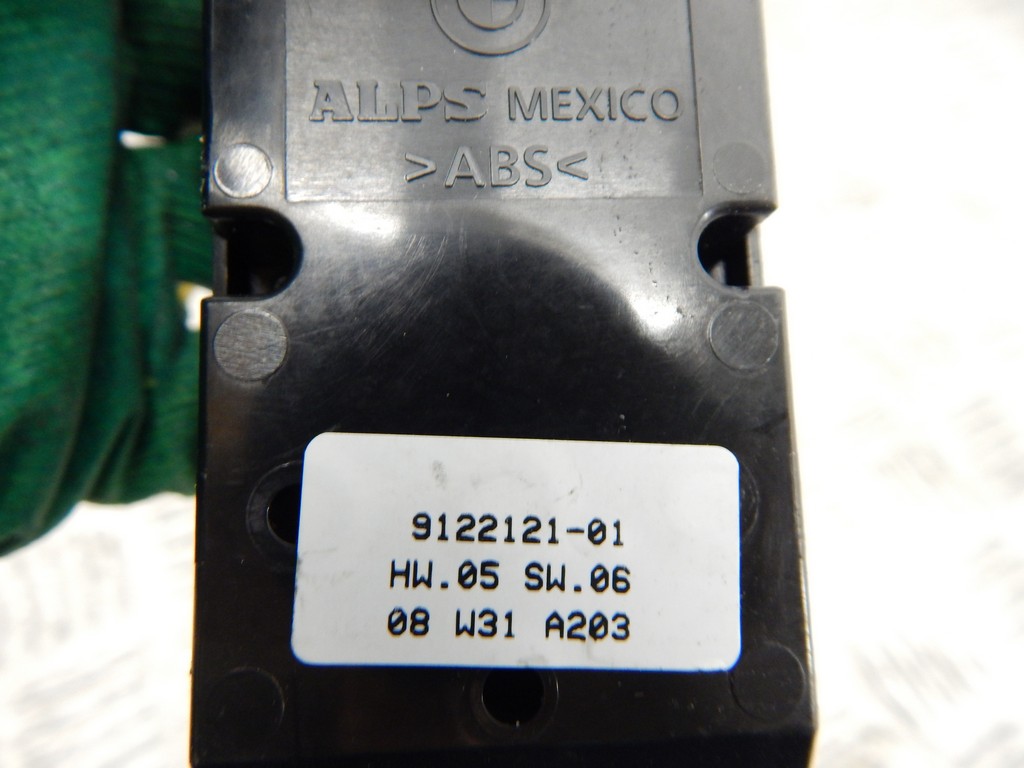 ALPS MEXICO
>ABS<
9122121-01
HW.05 SW.06
08 W31 A203